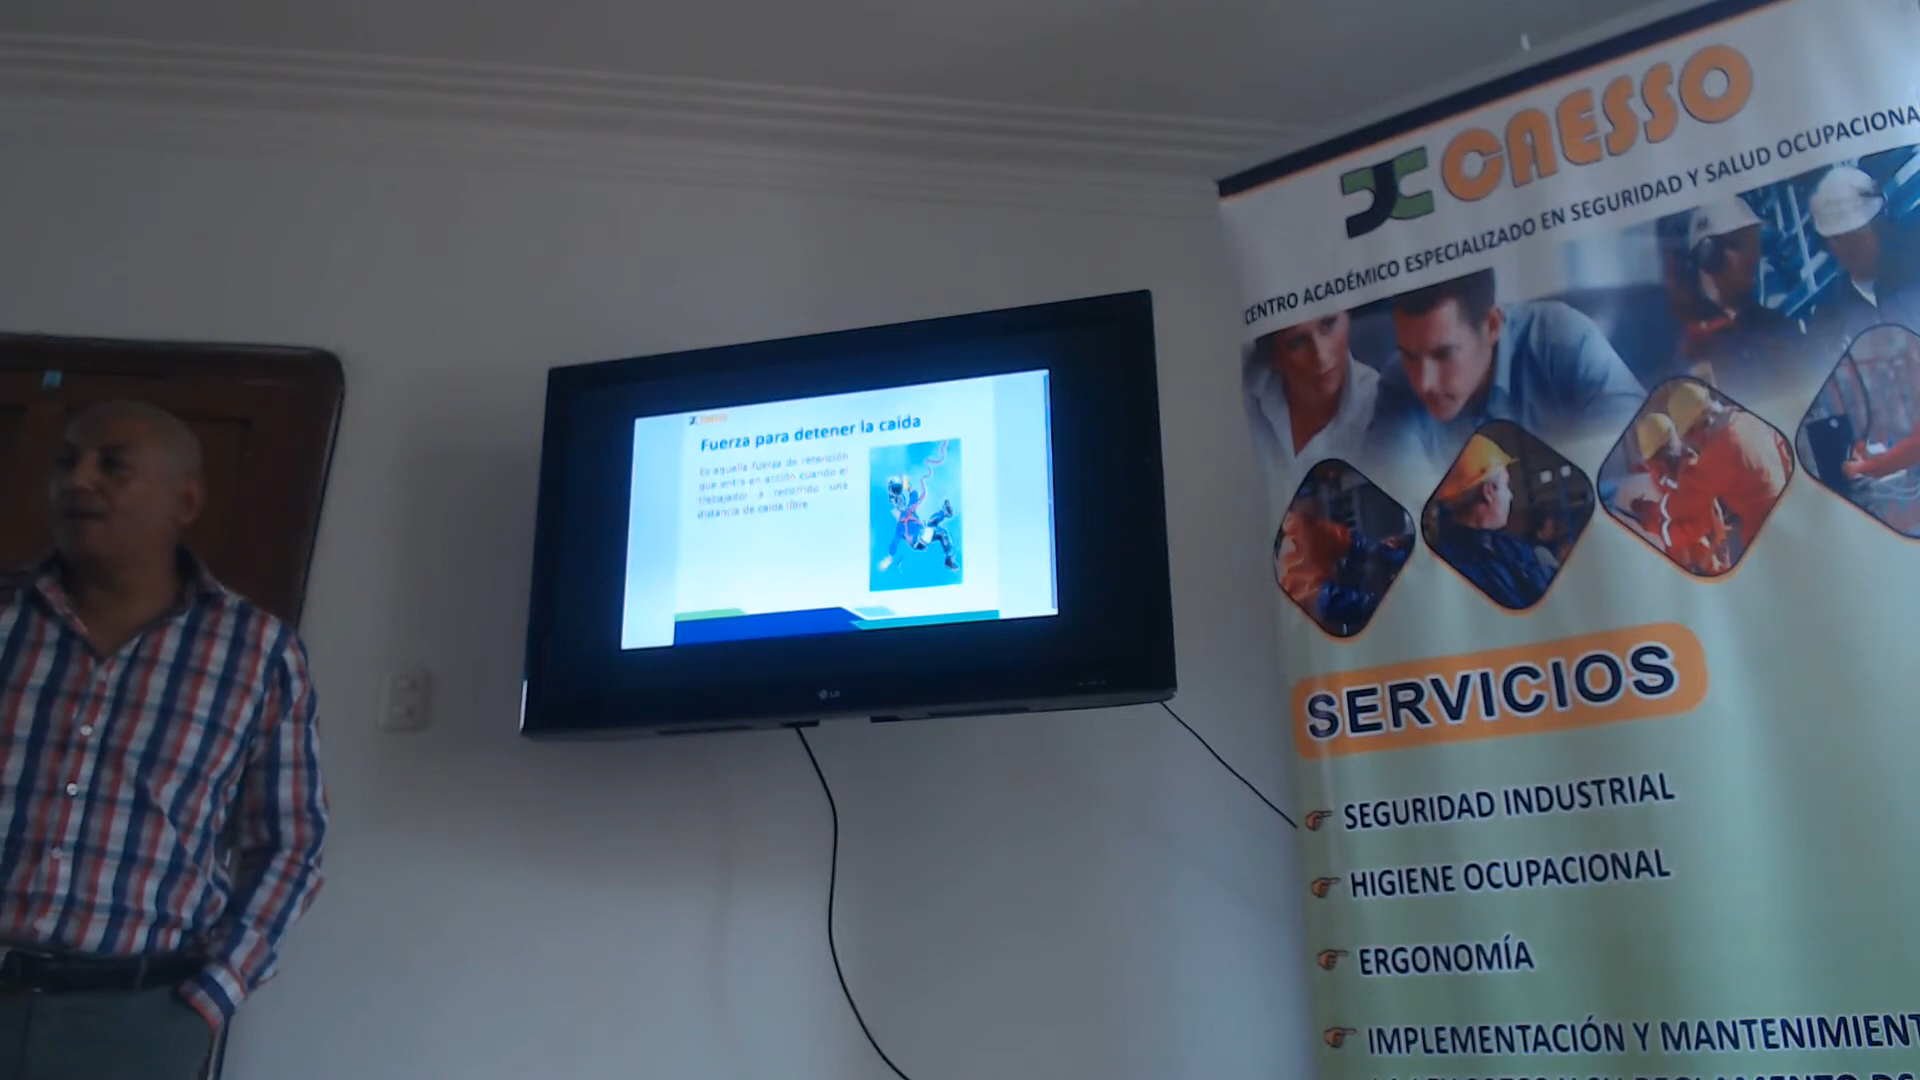 Fuerza para detener la caída
Es aquella fuerza de retención
que entra en acción cuando el
trabajador a recorrido una
distancia de caida libre
LG
CAESSO
CENTRO ACADÉMICO ESPECIALIZADO EN SEGURIDAD Y SALUD OCUPACIONA
SERVICIOS
SEGURIDAD INDUSTRIAL
HIGIENE OCUPACIONAL
ERGONOMÍA
IMPLEMENTACIÓN Y MANTENIMIENT